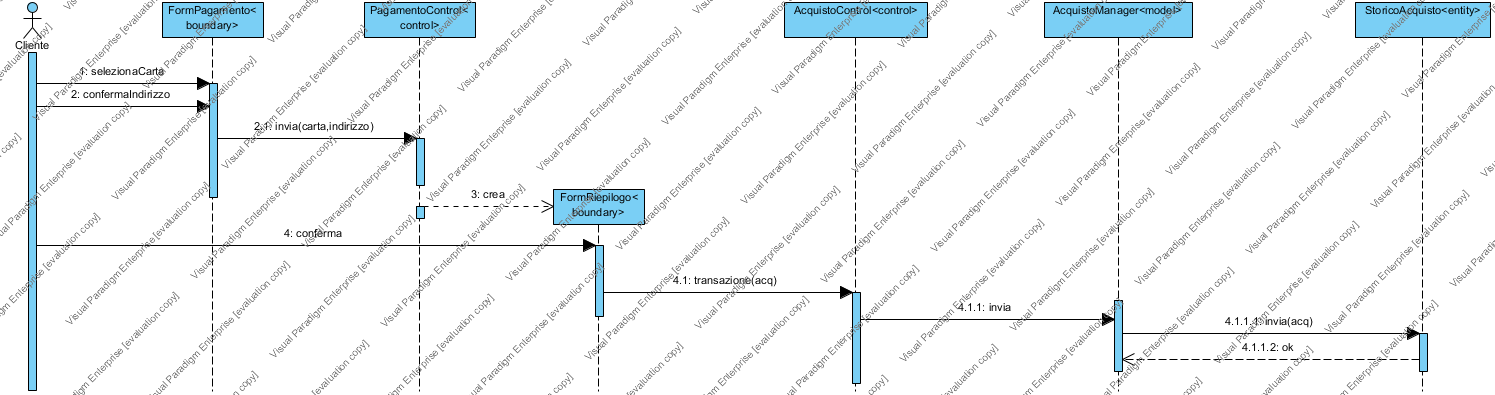 FormPagamento<
boundary>
PagamentoControl<
control>
AcquistoControl<control>
AcquistoManager<model>
StoricoAcquisto<entity>
Cliente
1: selezionaCarta
2: confermaIndirizzo
2.1: invia(carta,indirizzo)
3: crea
FormRiepilogo<
boundary>
4: conferma
4.1: transazione(acq)
4.1.1: invia
4.1.1.1: invia(acq)
4.1.1.2: ok
Visual Paradigm Enterprise [evaluation copy]